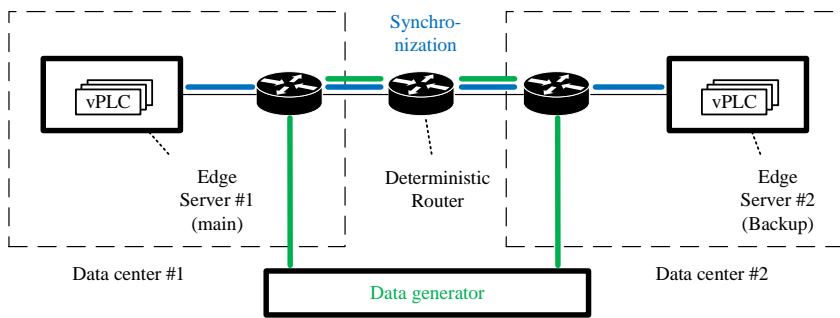 Synchro-
nization
vPLC
vPLC
Edge
Server #1
(main)
Deterministic
Router
Edge
Server #2
(Backup)
Data center #1
Data center #2
Data generator